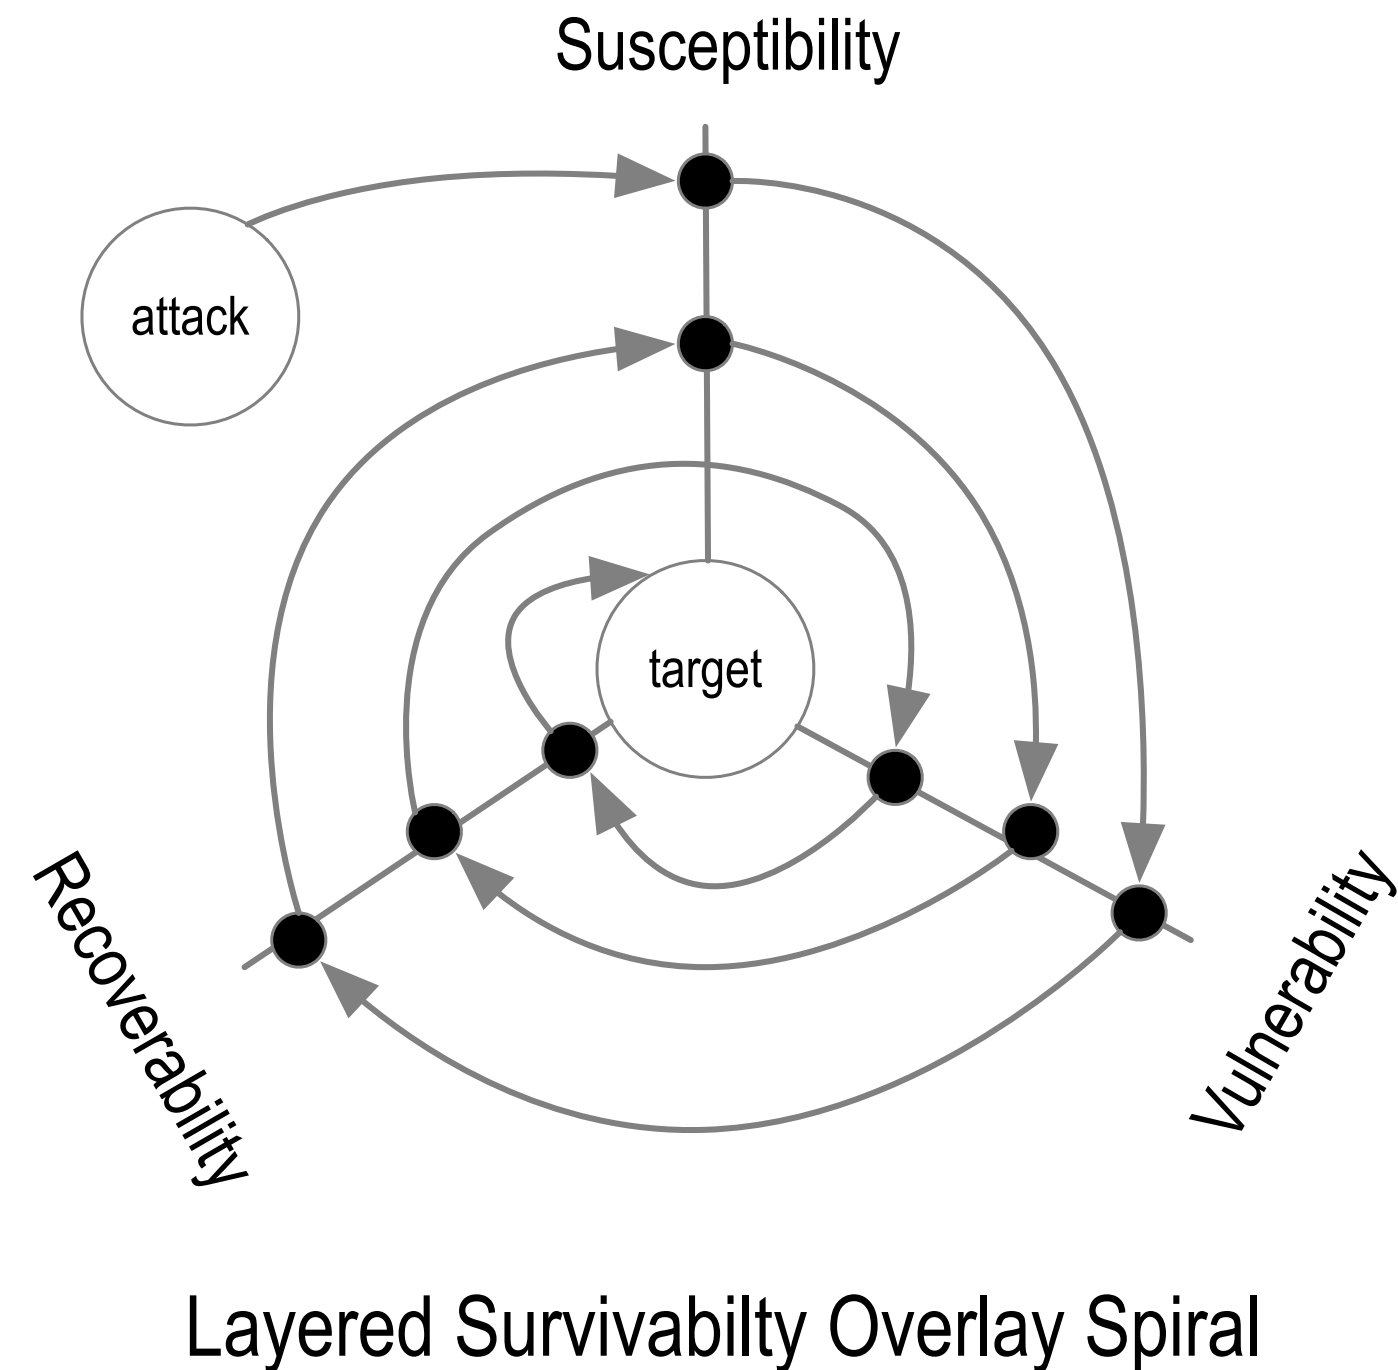 Susceptibility
attack
target
Recoverability
Vulnerability
Layered Survivabilty Overlay Spiral